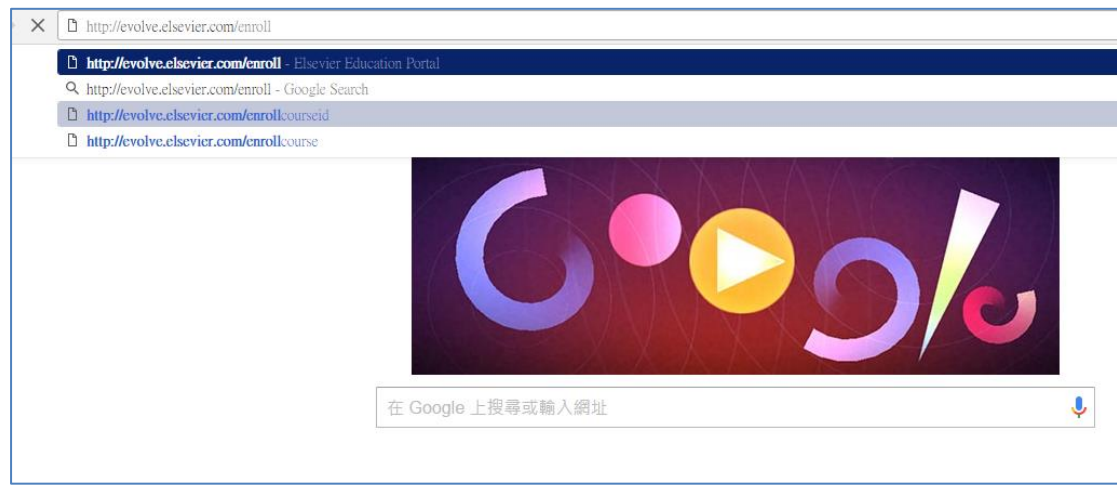 http://evolve.elsevier.com/enroll
http://evolve.elsevier.com/enroll - Elsevier Education Portal
http://evolve.elsevier.com/enroll - Google Search
http://evolve.elsevier.com/enrollcourseid
http://evolve.elsevier.com/enrollcourse
Google
在 Google 上搜尋或輸入網址